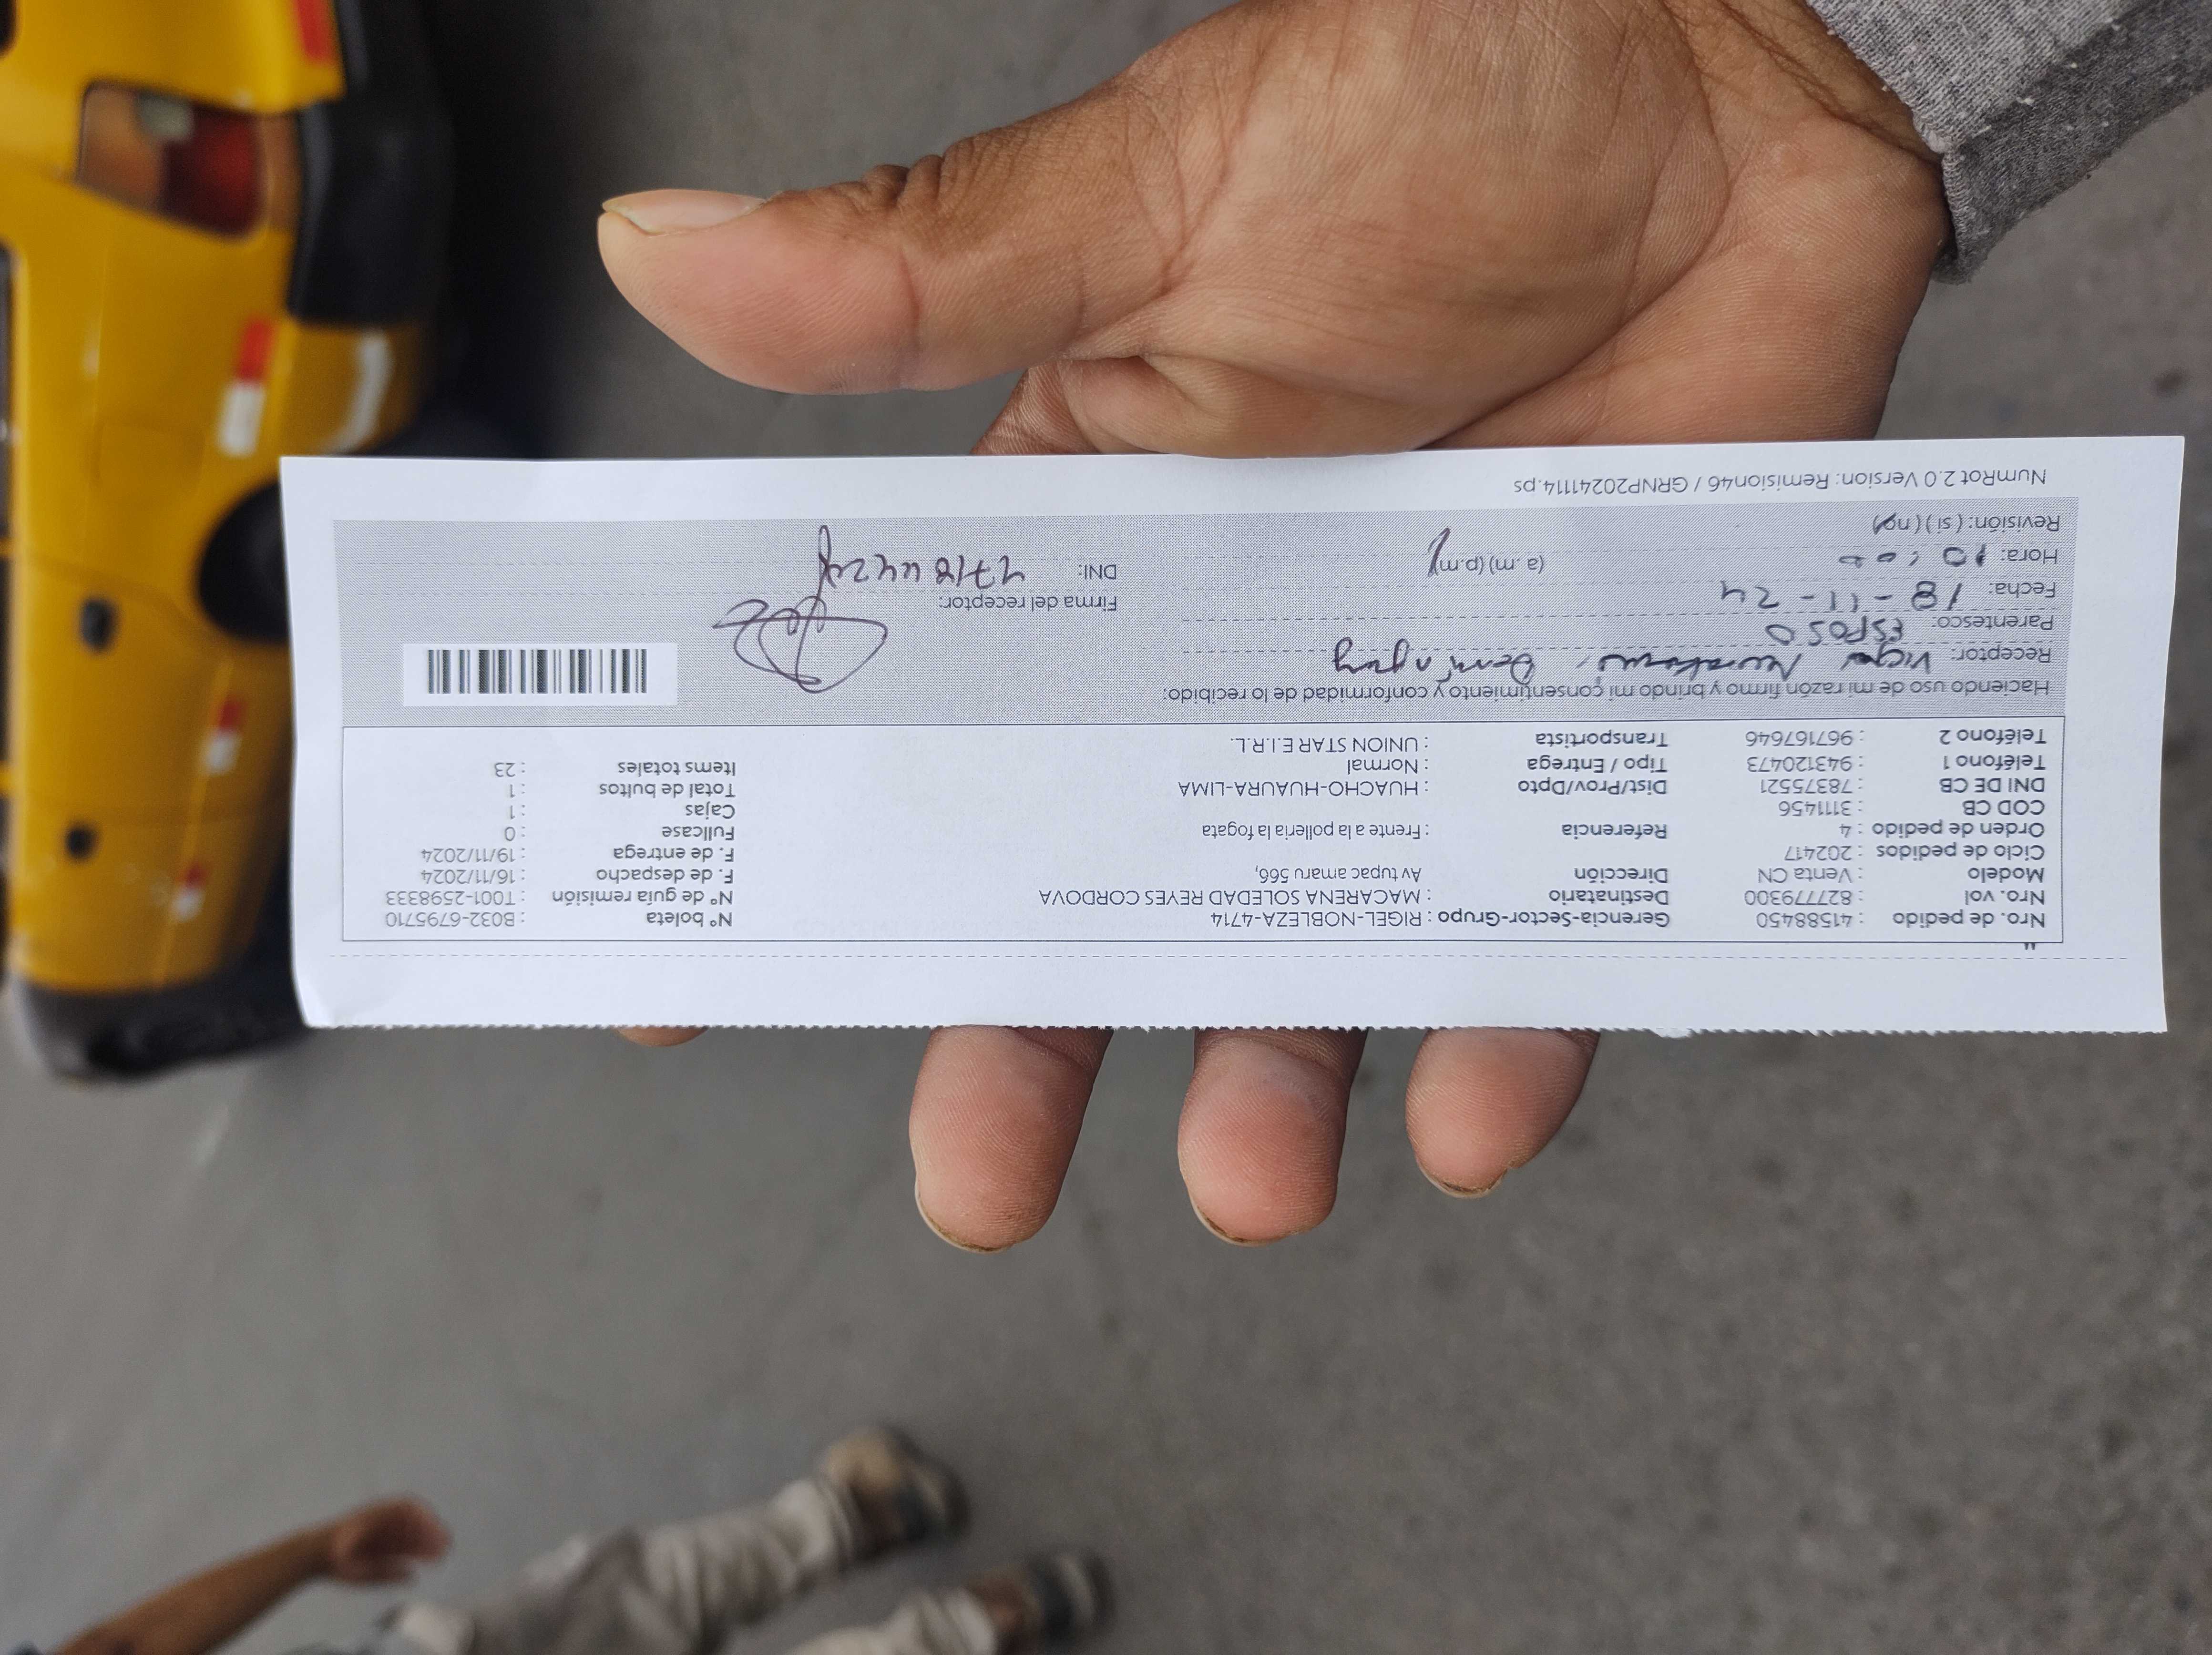 Nro. de pedido : 41588450 Gerencia-Sector-Grupo : RIGEL-NOBLEZA-4714 N° boleta : B032-6795710
Nro. vol : 827779300 Destinatario : MACARENA SOLEDAD REYES CORDOVA N° de guía remisión : T001-2598333
Modelo : Venta CN Dirección Av tupac amaru 566, F. de despacho : 16/11/2024
Ciclo de pedidos : 202417 F. de entrega : 19/11/2024
Orden de pedido : 4 Referencia : Frente a la polleria la fogata Fullcase : 0
COD CB : 3111456 Cajas : 1
DNI DE CB : 78375521 Dist/Prov/Dpto : HUACHO-HUAURA-LIMA Total de bultos : 1
Teléfono 1 : 943120473 Tipo / Entrega : Normal Items totales : 23
Teléfono 2 : 967167646 Transportista : UNION STAR E.I.R.L.
Haciendo uso de mi razón firmo y brindo mi consentimiento y conformidad de lo recibido:
Receptor:
Parentesco: ESPOSO
Fecha: 18-11-24 Firma del receptor:
Hora: 10:00 (a.m) (p.m) DNI:
Revisión: (si) (no)
NumRot 2.0 Version: Remision46 / GRNP20241114.ps